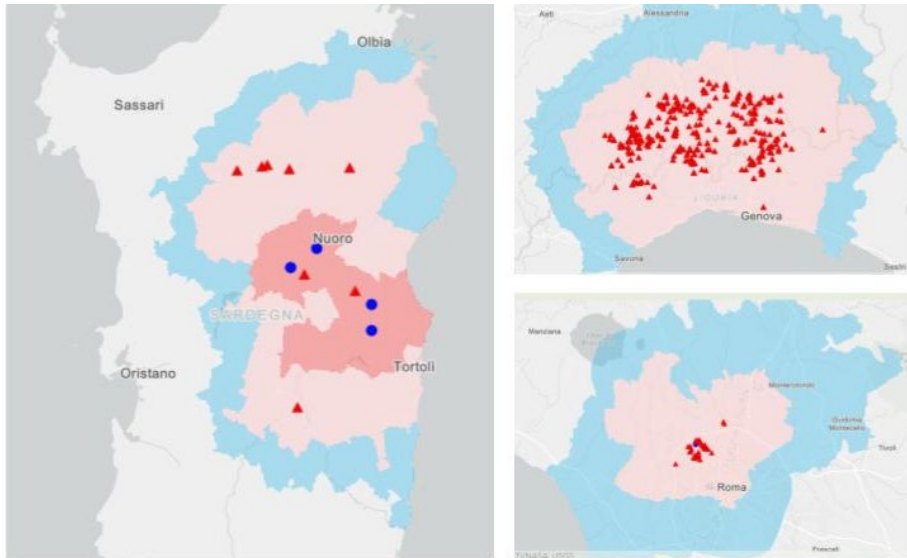 Olbia
Sassari
Nuoro
SARDEGNA
Oristano
Tortolì
Asti
Alessandria
LIGURIA
Genova
Savona
Sestri
Manziana
Monterotondo
Guidonia
Montecelio
Tivoli
Roma
Frascati